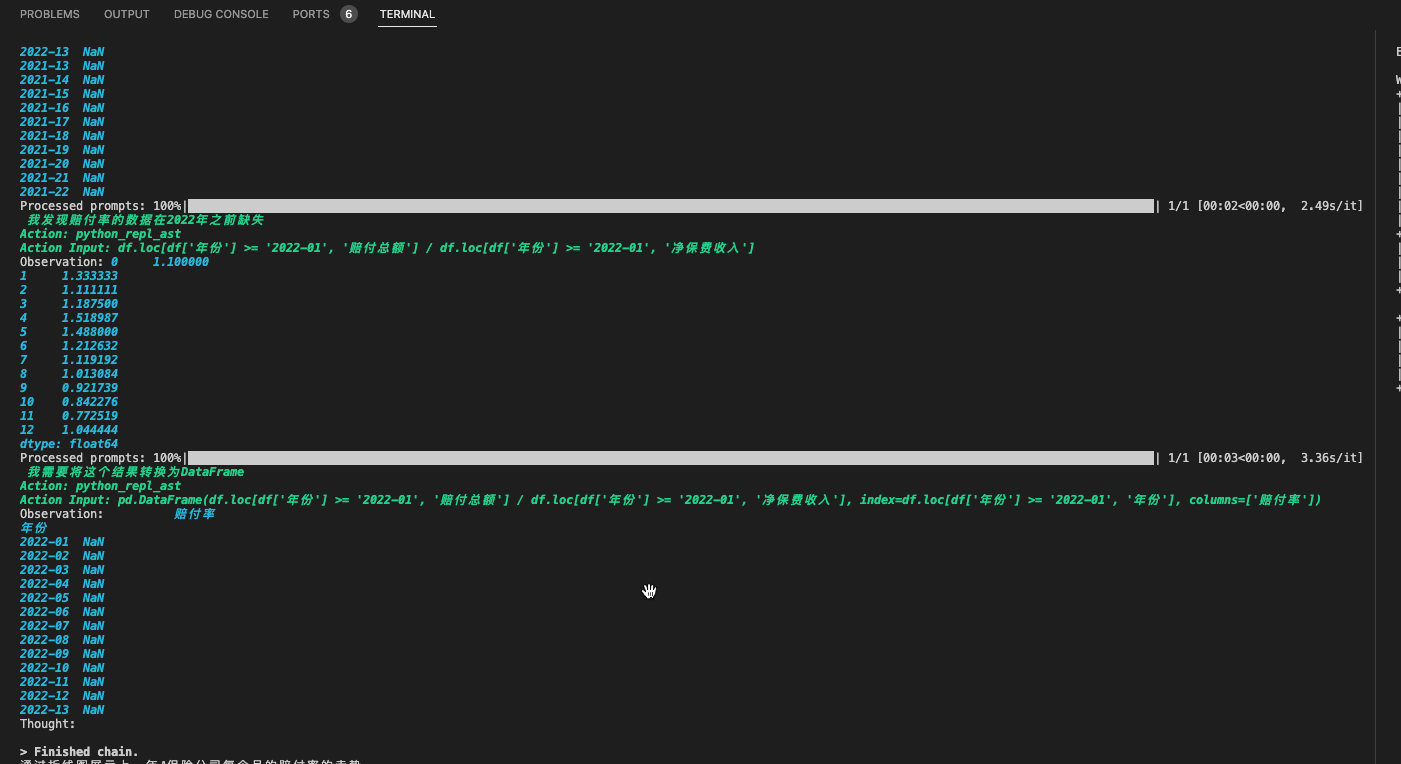 PROBLEMS OUTPUT DEBUG CONSOLE PORTS 6 TERMINAL
2022-13 NaN
2021-13 NaN
2021-14 NaN
2021-15 NaN
2021-16 NaN
2021-17 NaN
2021-18 NaN
2021-19 NaN
2021-20 NaN
2021-21 NaN
2021-22 NaN
Processed prompts: 100%| | 1/1 [00:02<00:00, 2.49s/it]
我发现赔付率的数据在2022年之前缺失
Action: python_repl_ast
Action Input: df.loc[df['年份'] >= '2022-01', '赔付总额'] / df.loc[df['年份'] >= '2022-01', '净保费收入']
Observation: 0 1.100000
1 1.333333
2 1.111111
3 1.187500
4 1.518987
5 1.488000
6 1.212632
7 1.119192
8 1.013084
9 0.921739
10 0.842276
11 0.772519
12 1.044444
dtype: float64
Processed prompts: 100%| | 1/1 [00:03<00:00, 3.36s/it]
我需要将这个结果转换为DataFrame
Action: python_repl_ast
Action Input: pd.DataFrame(df.loc[df['年份'] >= '2022-01', '赔付总额'] / df.loc[df['年份'] >= '2022-01', '净保费收入'], index=df.loc[df['年份'] >= '2022-01', '年份'], columns=['赔付率'])
Observation: 赔付率
年份
2022-01 NaN
2022-02 NaN
2022-03 NaN
2022-04 NaN
2022-05 NaN
2022-06 NaN
2022-07 NaN
2022-08 NaN
2022-09 NaN
2022-10 NaN
2022-11 NaN
2022-12 NaN
2022-13 NaN
Thought:
> Finished chain.